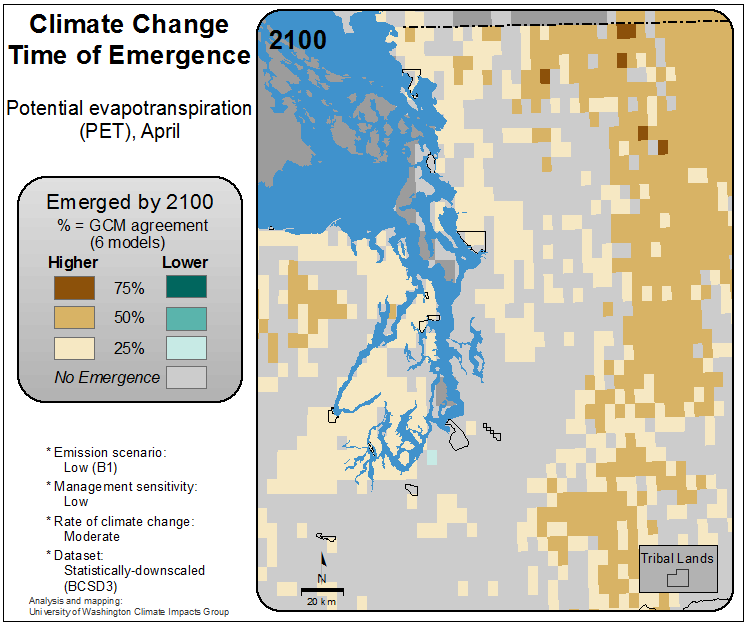 Climate Change
Time of Emergence
Potential evapotranspiration
(PET), April
Emerged by 2100
% = GCM agreement
(6 models)
Higher Lower
75%
50%
25%
No Emergence
* Emission scenario:
Low (B1)
* Management sensitivity:
Low
* Rate of climate change:
Moderate
* Dataset:
Statistically-downscaled
(BCSD3)
Analysis and mapping:
University of Washington Climate Impacts Group
2100
N
20 km
Tribal Lands